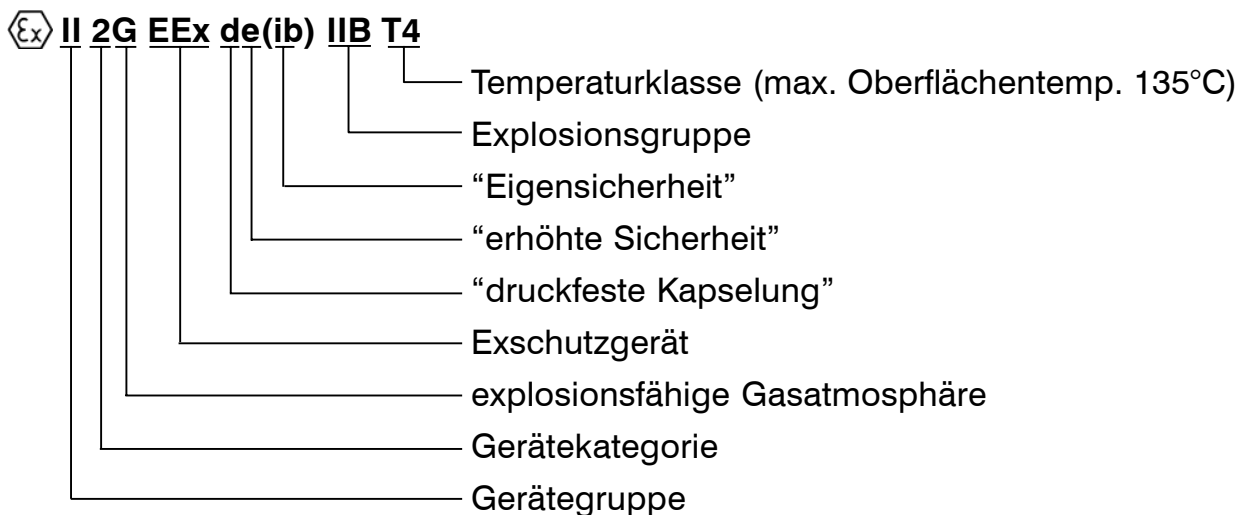 Ex II 2G EEx de(ib) IIB T4
Temperaturklasse (max. Oberflächentemp. 135°C)
Explosionsgruppe
“Eigensicherheit”
“erhöhte Sicherheit”
“druckfeste Kapselung”
Exschutzgerät
explosionsfähige Gasatmosphäre
Gerätekategorie
Gerätegruppe